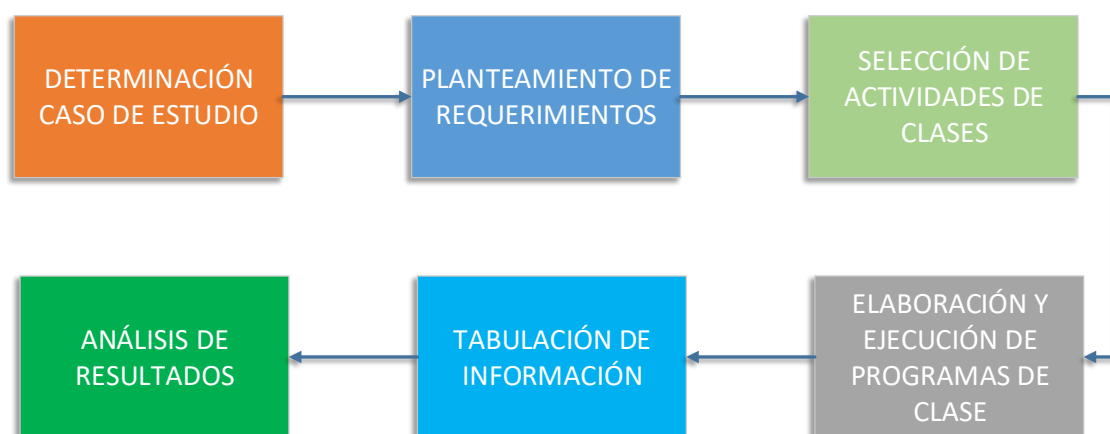 DETERMINACIÓN
CASO DE ESTUDIO
PLANTEAMIENTO DE
REQUERIMIENTOS
SELECCIÓN DE
ACTIVIDADES DE
CLASES
ELABORACIÓN Y
EJECUCIÓN DE
PROGRAMAS DE
CLASE
TABULACIÓN DE
INFORMACIÓN
ANÁLISIS DE
RESULTADOS